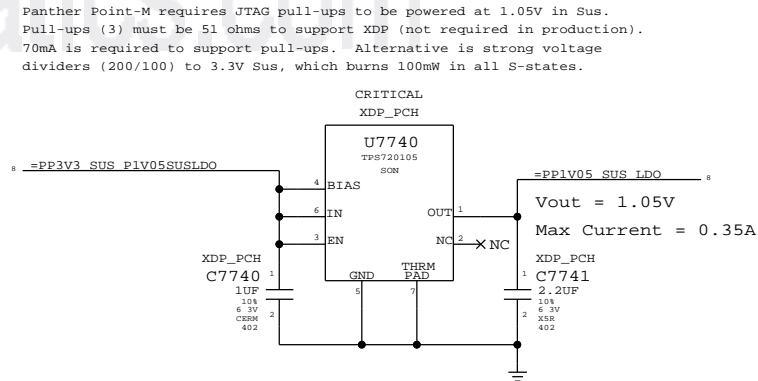 Panther Point-M requires JTAG pull-ups to be powered at 1.05V in Sus.
Pull-ups (3) must be 51 ohms to support XDP (not required in production).
70mA is required to support pull-ups.  Alternative is strong voltage
dividers (200/100) to 3.3V Sus, which burns 100mW in all S-states.
CRITICAL
XDP_PCH
U7740
TPS720105
SON
8 =PP3V3_SUS_P1V05SUSLDO
=PP1V05_SUS_LDO 8
4 BIAS
Vout = 1.05V
6 IN
OUT 1
Max Current = 0.35A
3 EN
NC 2
NC
XDP_PCH
C7740 1
1UF
10%
6 3V
CERM
402
2
GND
THRM
PAD
5
7
XDP_PCH
1 C7741
2.2UF
10%
6 3V
X5R
402
2